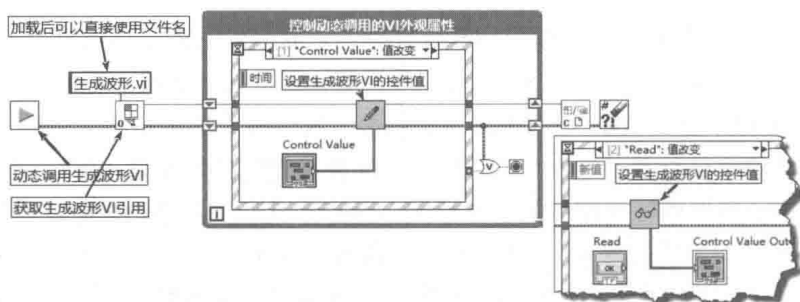 加载后可以直接使用文件名
生成波形.vi
动态调用生成波形VI
获取生成波形VI引用
控制动态调用的VI外观属性
[1] "Control Value": 值改变
时间
设置生成波形VI的控件值
Control Value
i
V
[2] "Read": 值改变
新值
设置生成波形VI的控件值
Read
OK
Control Value Out